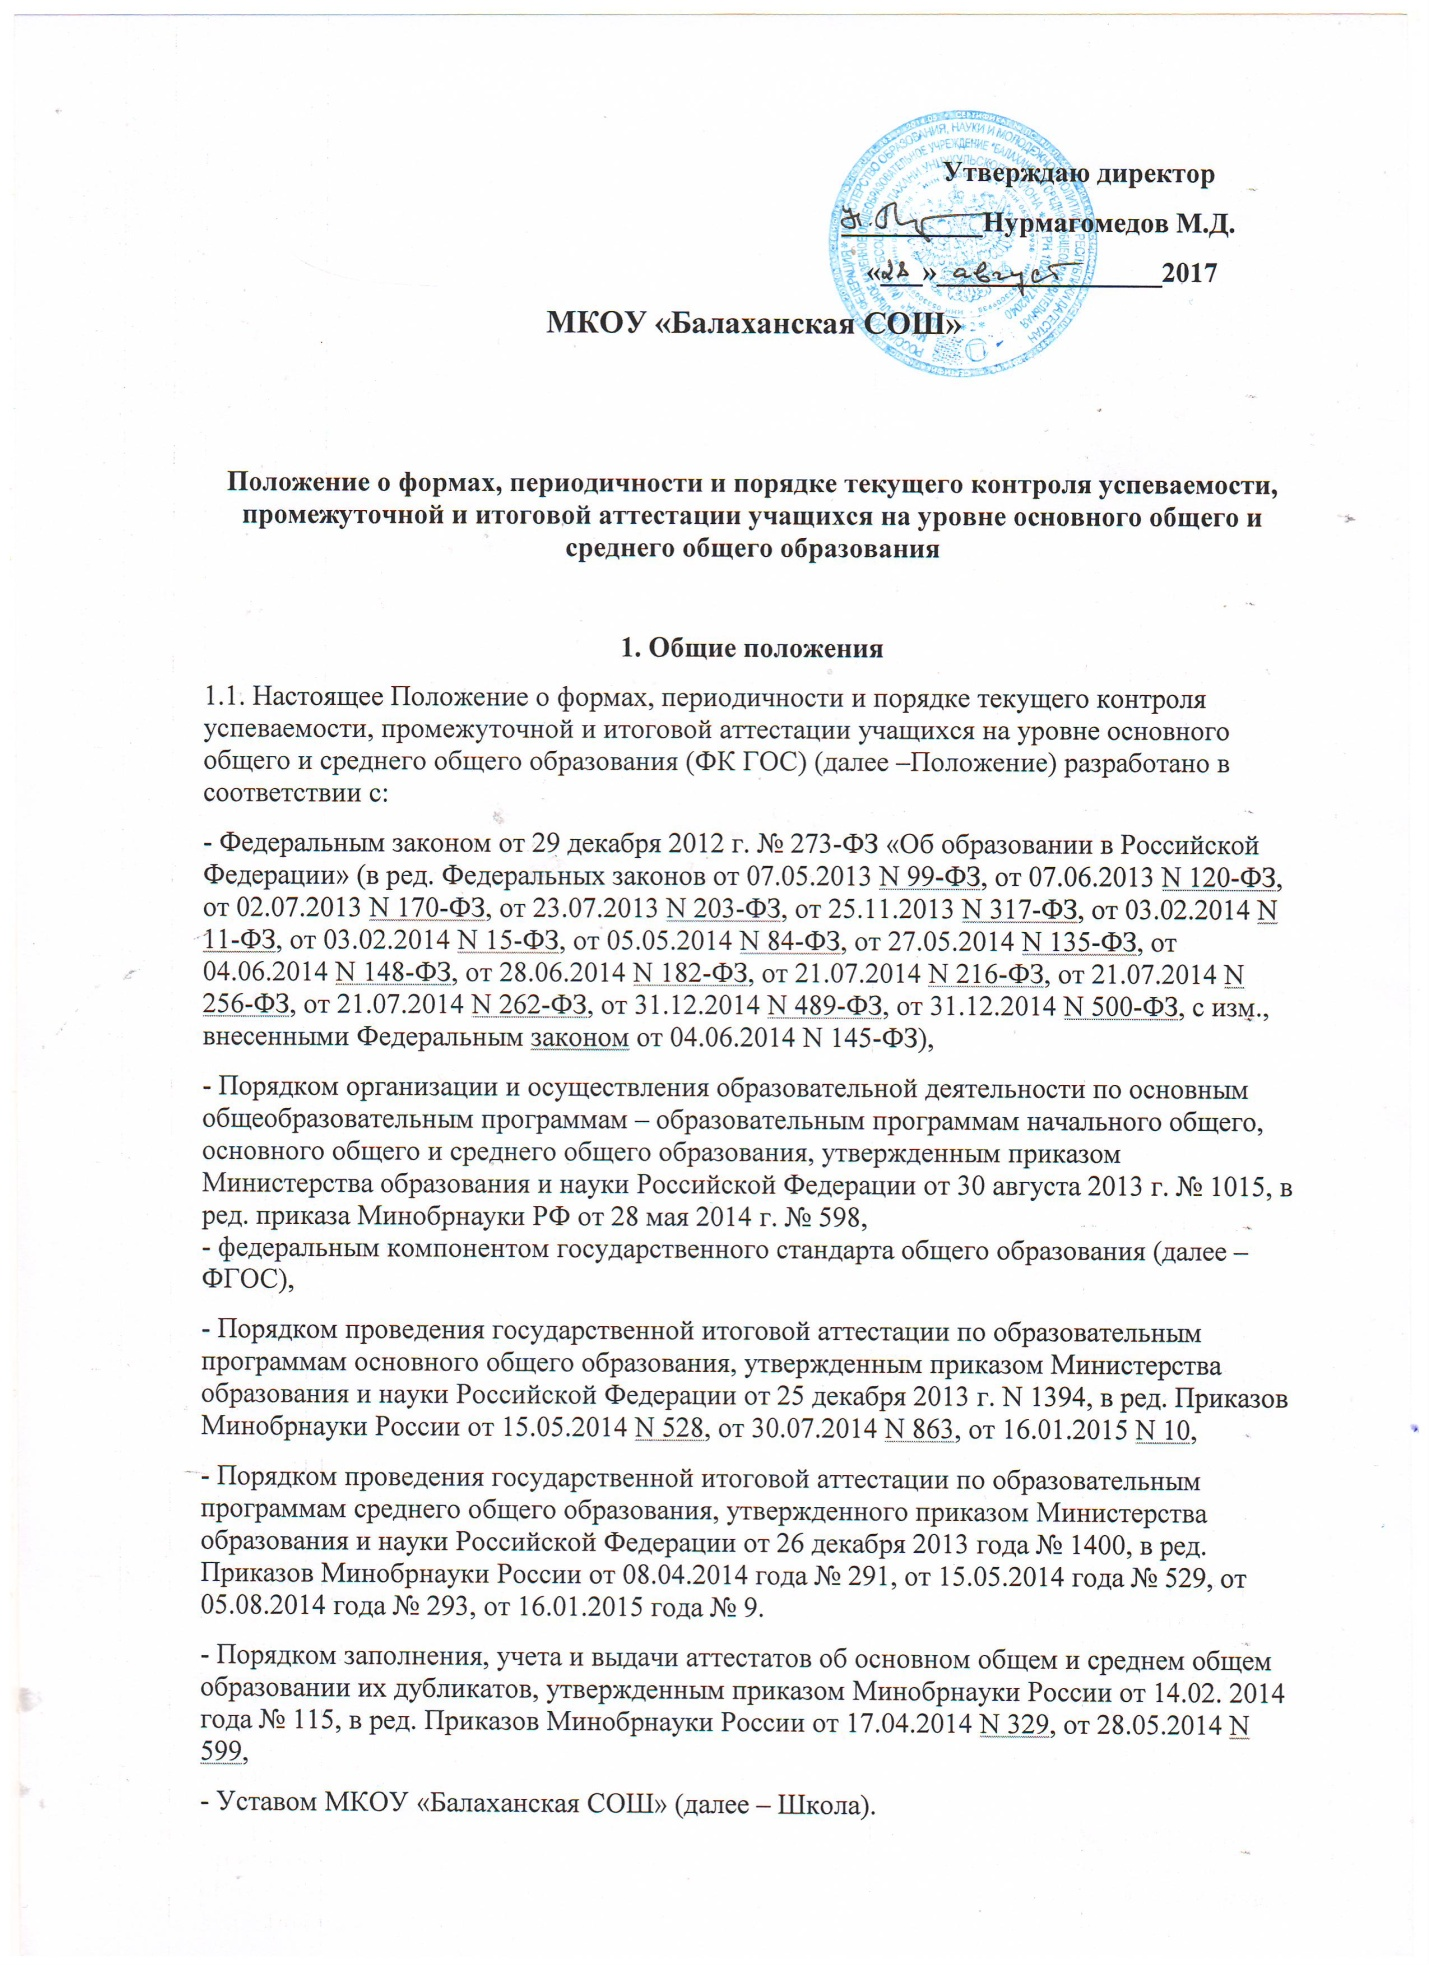 Утверждаю директор
Нурмагомедов М.Д.
«28» август 2017
МКОУ «Балаханская СОШ»
Положение о формах, периодичности и порядке текущего контроля успеваемости,
промежуточной и итоговой аттестации учащихся на уровне основного общего и
среднего общего образования
1. Общие положения
1.1. Настоящее Положение о формах, периодичности и порядке текущего контроля
успеваемости, промежуточной и итоговой аттестации учащихся на уровне основного
общего и среднего общего образования (ФК ГОС) (далее –Положение) разработано в
соответствии с:
- Федеральным законом от 29 декабря 2012 г. № 273-ФЗ «Об образовании в Российской
Федерации» (в ред. Федеральных законов от 07.05.2013 N 99-ФЗ, от 07.06.2013 N 120-ФЗ,
от 02.07.2013 N 170-ФЗ, от 23.07.2013 N 203-ФЗ, от 25.11.2013 N 317-ФЗ, от 03.02.2014 N
11-ФЗ, от 03.02.2014 N 15-ФЗ, от 05.05.2014 N 84-ФЗ, от 27.05.2014 N 135-ФЗ, от
04.06.2014 N 148-ФЗ, от 28.06.2014 N 182-ФЗ, от 21.07.2014 N 216-ФЗ, от 21.07.2014 N
256-ФЗ, от 21.07.2014 N 262-ФЗ, от 31.12.2014 N 489-ФЗ, от 31.12.2014 N 500-ФЗ, с изм.,
внесенными Федеральным законом от 04.06.2014 N 145-ФЗ),
- Порядком организации и осуществления образовательной деятельности по основным
общеобразовательным программам – образовательным программам начального общего,
основного общего и среднего общего образования, утвержденным приказом
Министерства образования и науки Российской Федерации от 30 августа 2013 г. № 1015, в
ред. приказа Минобрнауки РФ от 28 мая 2014 г. № 598,
- федеральным компонентом государственного стандарта общего образования (далее –
ФГОС),
- Порядком проведения государственной итоговой аттестации по образовательным
программам основного общего образования, утвержденным приказом Министерства
образования и науки Российской Федерации от 25 декабря 2013 г. N 1394, в ред. Приказов
Минобрнауки России от 15.05.2014 N 528, от 30.07.2014 N 863, от 16.01.2015 N 10,
- Порядком проведения государственной итоговой аттестации по образовательным
программам среднего общего образования, утвержденного приказом Министерства
образования и науки Российской Федерации от 26 декабря 2013 года № 1400, в ред.
Приказов Минобрнауки России от 08.04.2014 года № 291, от 15.05.2014 года № 529, от
05.08.2014 года № 293, от 16.01.2015 года № 9.
- Порядком заполнения, учета и выдачи аттестатов об основном общем и среднем общем
образовании их дубликатов, утвержденным приказом Минобрнауки России от 14.02. 2014
года № 115, в ред. Приказов Минобрнауки России от 17.04.2014 N 329, от 28.05.2014 N
599,
- Уставом МКОУ «Балаханская СОШ» (далее – Школа).